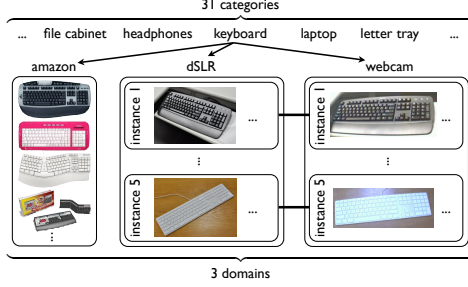 31 categories
... file cabinet headphones keyboard laptop letter tray ...
amazon dSLR webcam
instance 1 ... instance 1 ...
... ...
instance 5 ... instance 5 ...
...
3 domains